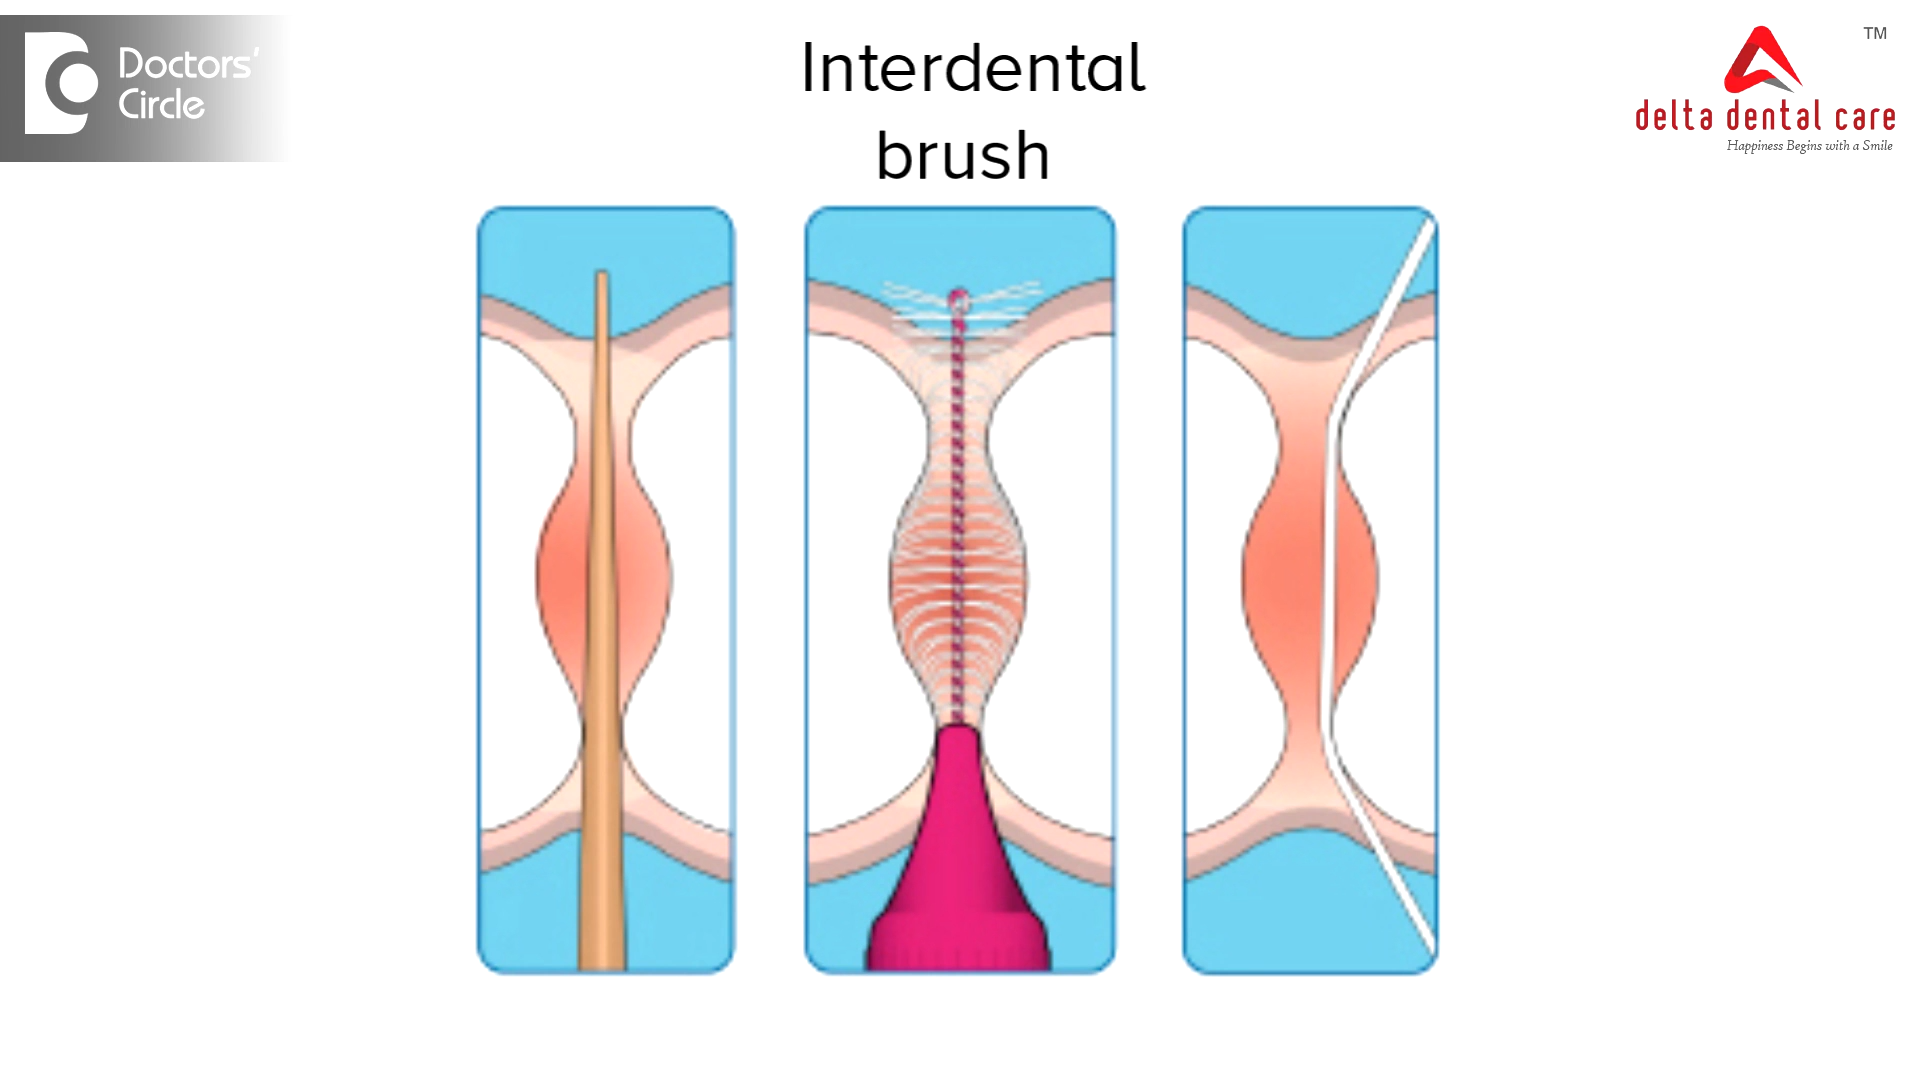 Doctors'
Circle
Interdental
brush
TM
delta dental care
Happiness Begins with a Smile